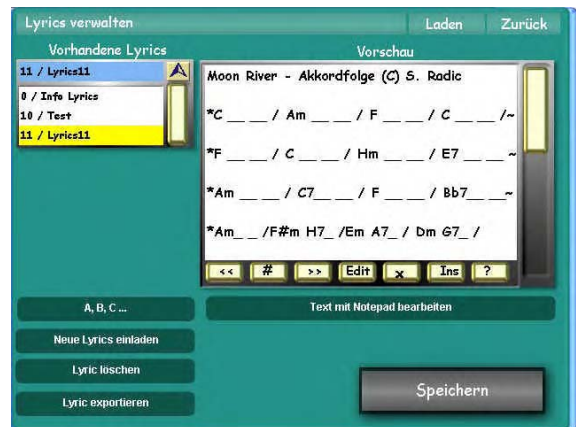 Lyrics verwalten
Laden
Zurück
Vorhandene Lyrics
11 / Lyrics11
0 / Info Lyrics
10 / Test
11 / Lyrics11
Vorschau
Moon River - Akkordfolge (C) S. Radic
*C __ __ / Am __ __ / F __ __ / C __ __ /~
*F __ __ / C __ __ / Hm __ __ / E7 __ __ ~
*Am __ __ / C7__ __ / F __ __ / Bb7__ __~
*Am_ _ /F#m H7_ /Em A7_ / Dm G7_ /
<< # >> Edit x Ins ?
A, B, C ...
Text mit Notepad bearbeiten
Neue Lyrics einladen
Lyric löschen
Lyric exportieren
Speichern